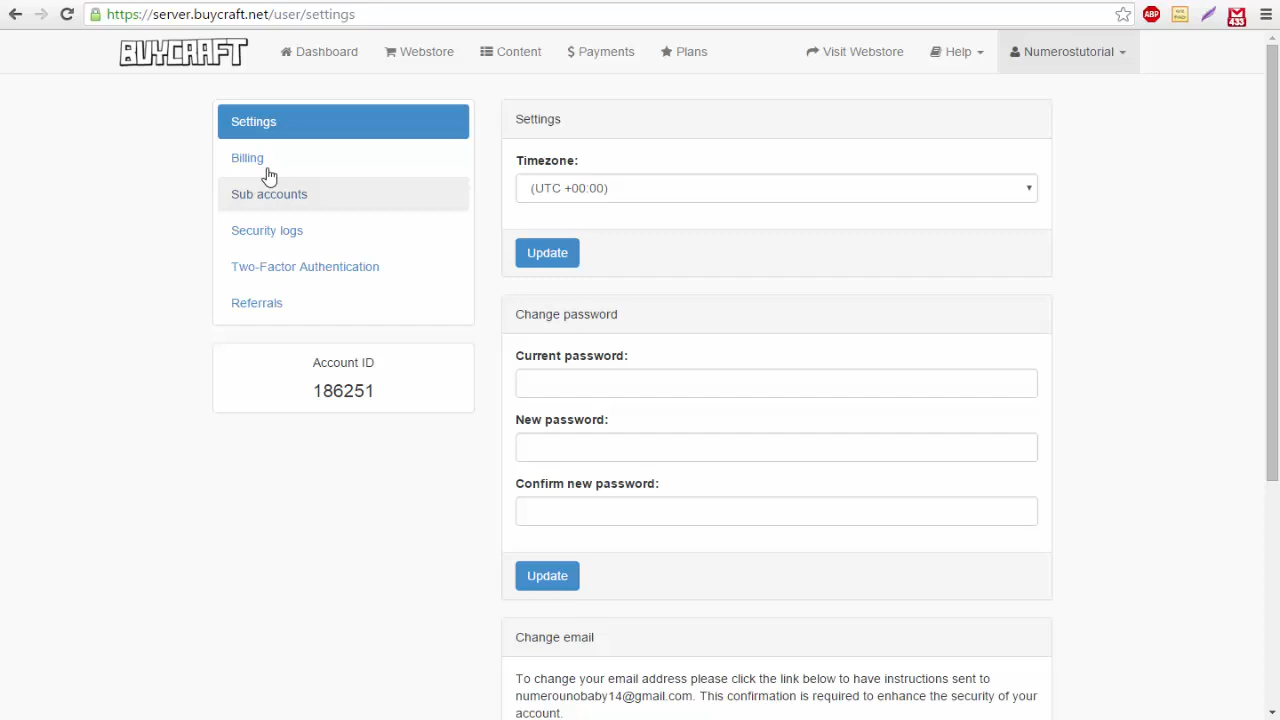 https://server.buycraft.net/user/settings
ABP
433
BUYCRAFT
Dashboard
Webstore
Content
$ Payments
Plans
Visit Webstore
Help
Numerostutorial
Settings
Billing
Sub accounts
Security logs
Two-Factor Authentication
Referrals
Account ID
186251
Settings
Timezone:
(UTC +00:00)
Update
Change password
Current password:
New password:
Confirm new password:
Update
Change email
To change your email address please click the link below to have instructions sent to
numerounobaby14@gmail.com. This confirmation is required to enhance the security of your
account.